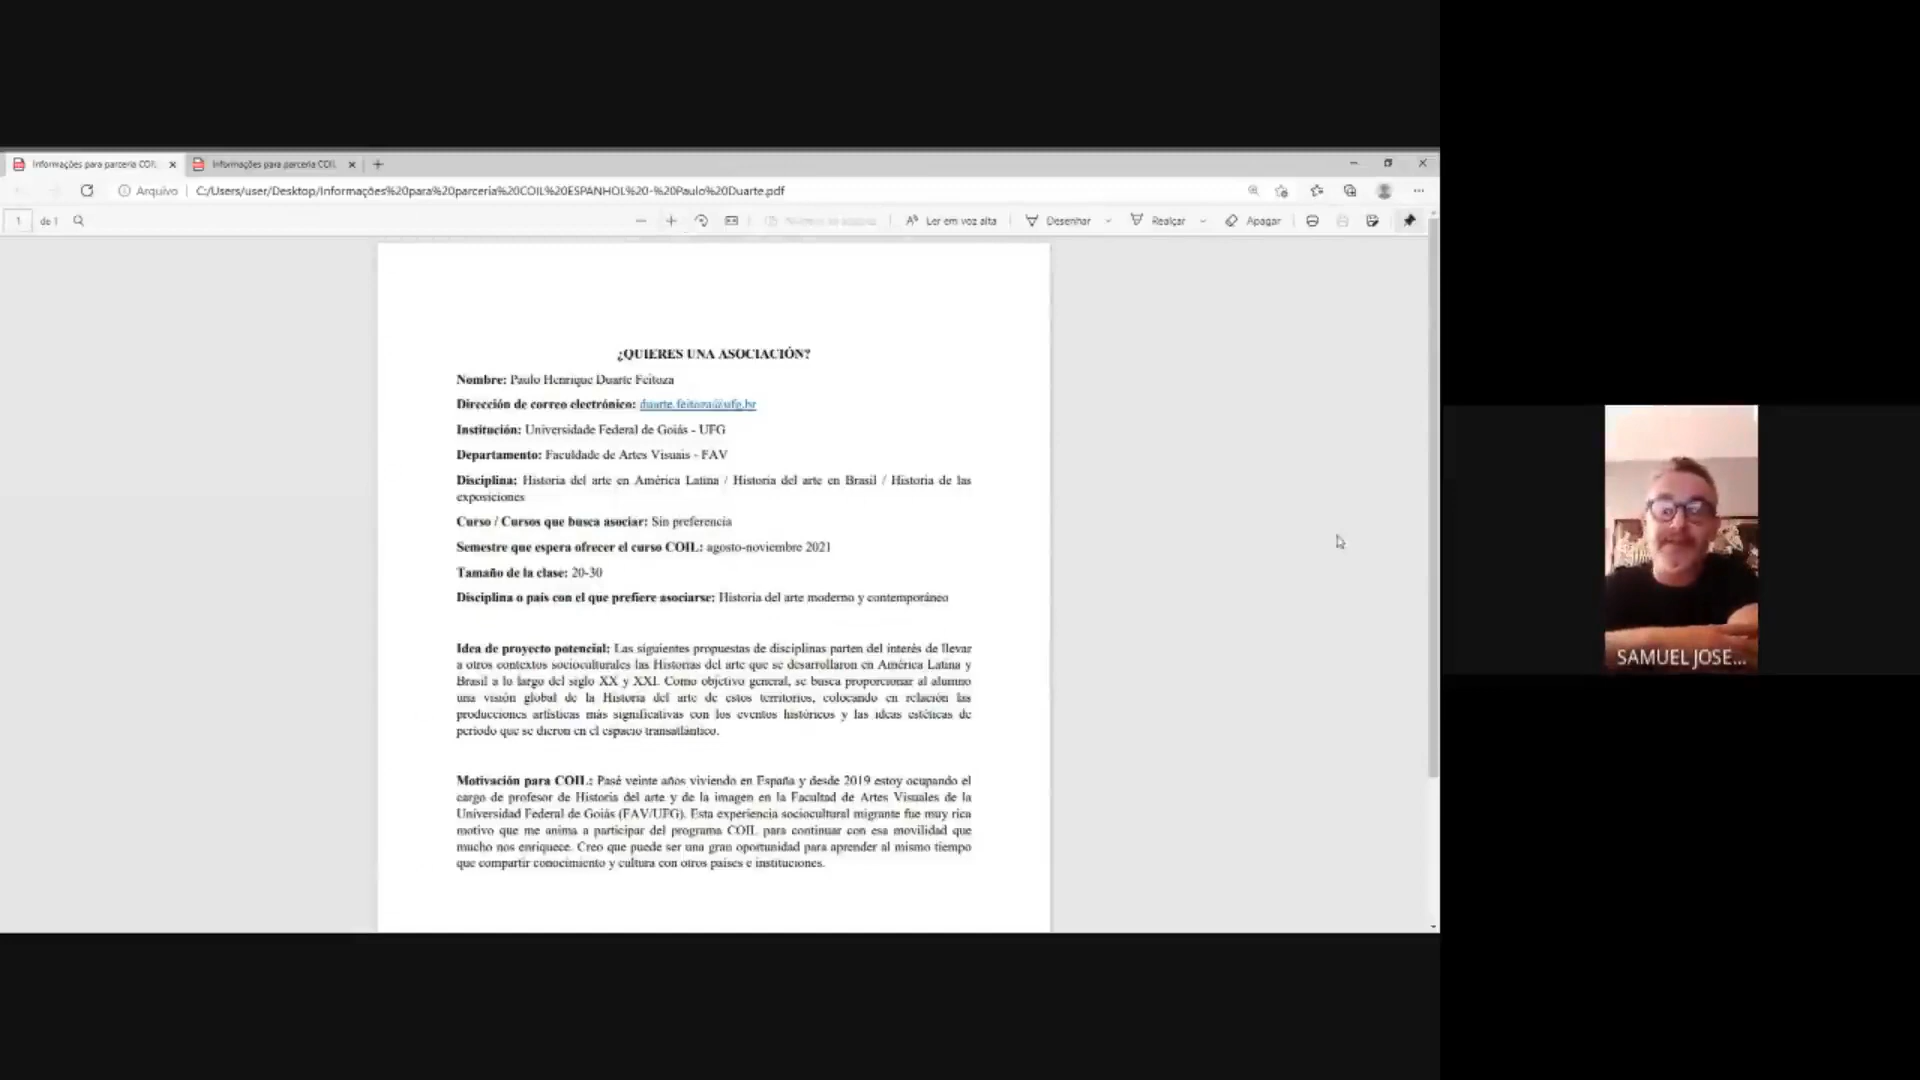 Informações para parceria COIL
Informações para parceria COIL
Arquivo
C:/Users/user/Desktop/Informações%20para%20parceria%20COIL%20ESPANHOL%20-%20Paulo%20Duarte.pdf
1 de 1
Ler em voz alta
Desenhar
Realçar
Apagar
¿QUIERES UNA ASOCIACIÓN?
Nombre: Paulo Henrique Duarte Feitoza
Dirección de correo electrónico: duarte.feitoza@ufg.br
Institución: Universidade Federal de Goiás - UFG
Departamento: Faculdade de Artes Visuais - FAV
Disciplina: Historia del arte en América Latina / Historia del arte en Brasil / Historia de las
exposiciones
Curso / Cursos que busca asociar: Sin preferencia
Semestre que espera ofrecer el curso COIL: agosto-noviembre 2021
Tamaño de la clase: 20-30
Disciplina o país con el que prefiere asociarse: Historia del arte moderno y contemporáneo
Idea de proyecto potencial: Las siguientes propuestas de disciplinas parten del interés de llevar
a otros contextos socioculturales las Historias del arte que se desarrollaron en América Latina y
Brasil a lo largo del siglo XX y XXI. Como objetivo general, se busca proporcionar al alumno
una visión global de la Historia del arte de estos territorios, colocando en relación las
producciones artísticas más significativas con los eventos históricos y las ideas estéticas de
periodo que se dieron en el espacio transatlántico.
Motivación para COIL: Pasé veinte años viviendo en España y desde 2019 estoy ocupando el
cargo de profesor de Historia del arte y de la imagen en la Facultad de Artes Visuales de la
Universidad Federal de Goiás (FAV/UFG). Esta experiencia sociocultural migrante fue muy rica
motivo que me anima a participar del programa COIL para continuar con esa movilidad que
mucho nos enriquece. Creo que puede ser una gran oportunidad para aprender al mismo tiempo
que compartir conocimiento y cultura con otros países e instituciones.
SAMUEL JOSE...